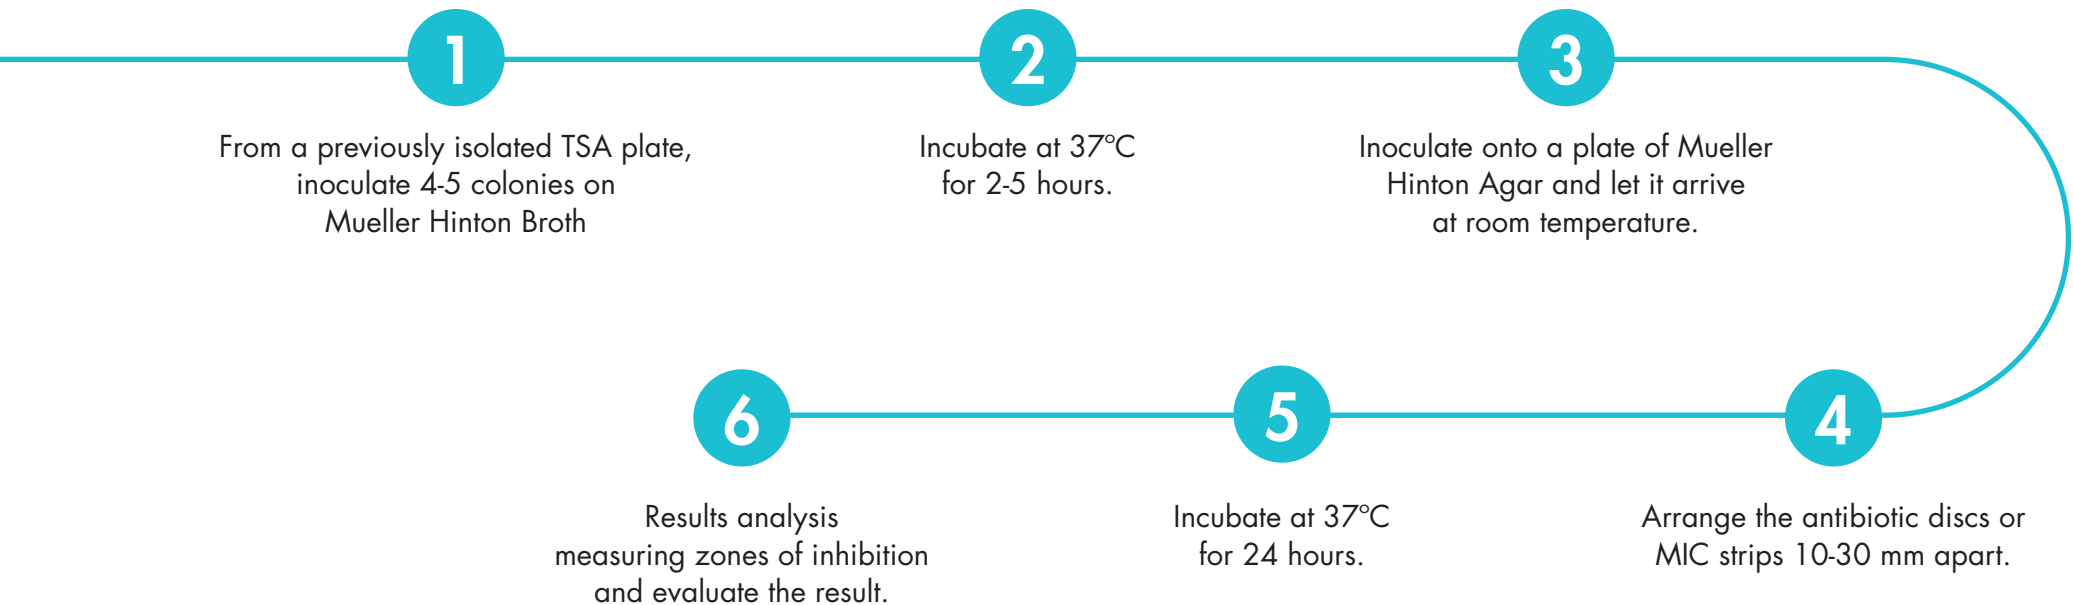 1
From a previously isolated TSA plate,
inoculate 4-5 colonies on
Mueller Hinton Broth
2
Incubate at 37ºC
for 2-5 hours.
3
Inoculate onto a plate of Mueller
Hinton Agar and let it arrive
at room temperature.
4
Arrange the antibiotic discs or
MIC strips 10-30 mm apart.
5
Incubate at 37ºC
for 24 hours.
6
Results analysis
measuring zones of inhibition
and evaluate the result.